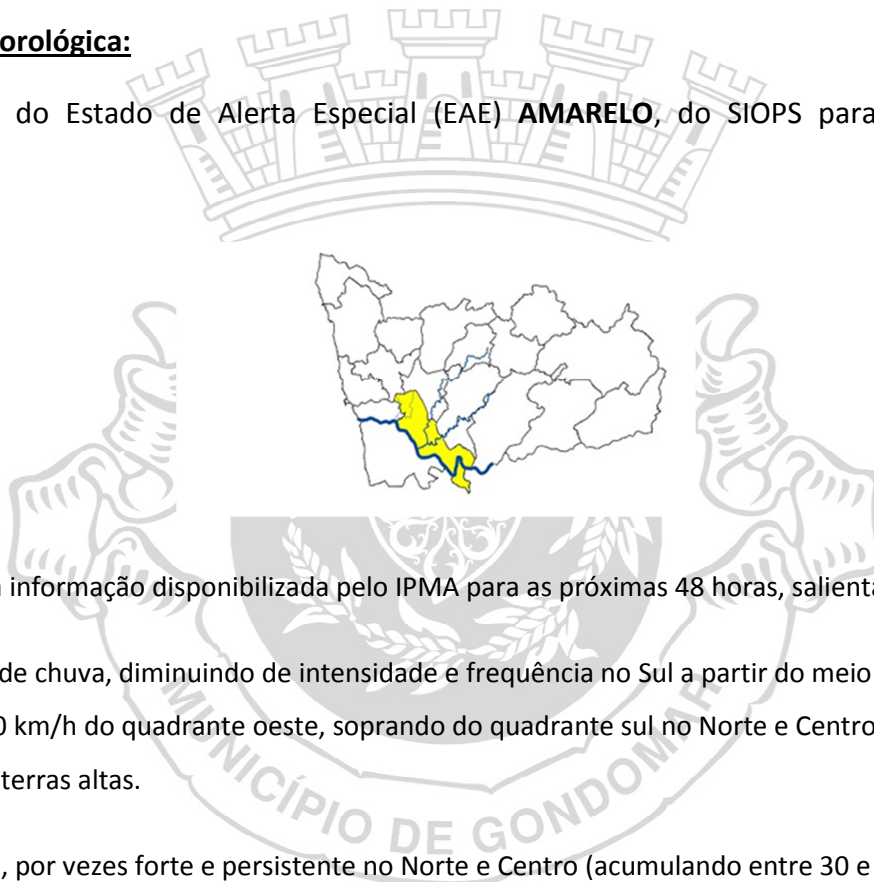 orológica:
do Estado de Alerta Especial (EAE) AMARELO, do SIOPS para
informação disponibilizada pelo IPMA para as próximas 48 horas, salienta
de chuva, diminuindo de intensidade e frequência no Sul a partir do meio
0 km/h do quadrante oeste, soprando do quadrante sul no Norte e Centro
terras altas.
, por vezes forte e persistente no Norte e Centro (acumulando entre 30 e
MUNICÍPIO DE GONDOMAR